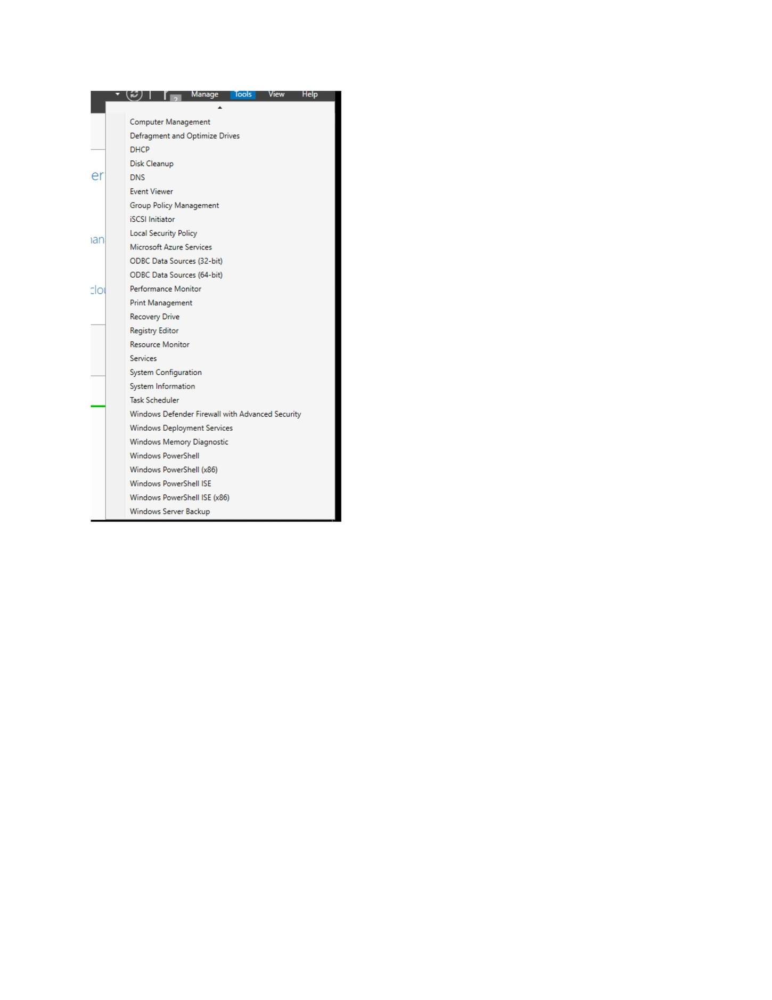 2 Manage Tools View Help
Computer Management
Defragment and Optimize Drives
DHCP
Disk Cleanup
DNS
er
Event Viewer
Group Policy Management
iSCSI Initiator
Local Security Policy
nan
Microsoft Azure Services
ODBC Data Sources (32-bit)
ODBC Data Sources (64-bit)
clou
Performance Monitor
Print Management
Recovery Drive
Registry Editor
Resource Monitor
Services
System Configuration
System Information
Task Scheduler
Windows Defender Firewall with Advanced Security
Windows Deployment Services
Windows Memory Diagnostic
Windows PowerShell
Windows PowerShell (x86)
Windows PowerShell ISE
Windows PowerShell ISE (x86)
Windows Server Backup